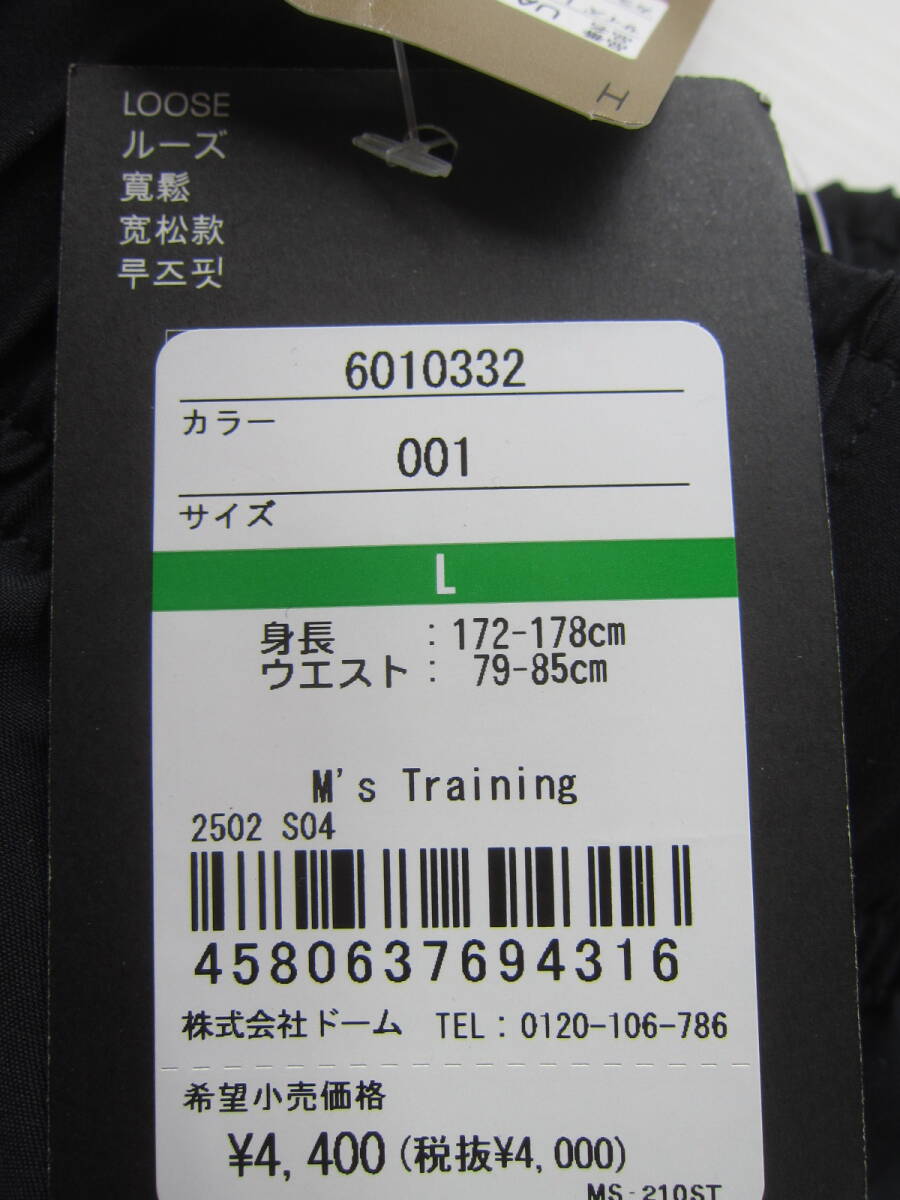 UA
H
LOOSE
ルーズ
寬鬆
宽松款
루즈핏
6010332
カラー
001
サイズ
L
身長 : 172-178cm
ウエスト : 79-85cm
M's Training
2502 S04
4580637694316
株式会社ドーム TEL : 0120-106-786
希望小売価格
¥4,400 (税抜¥4,000)
MS-210ST